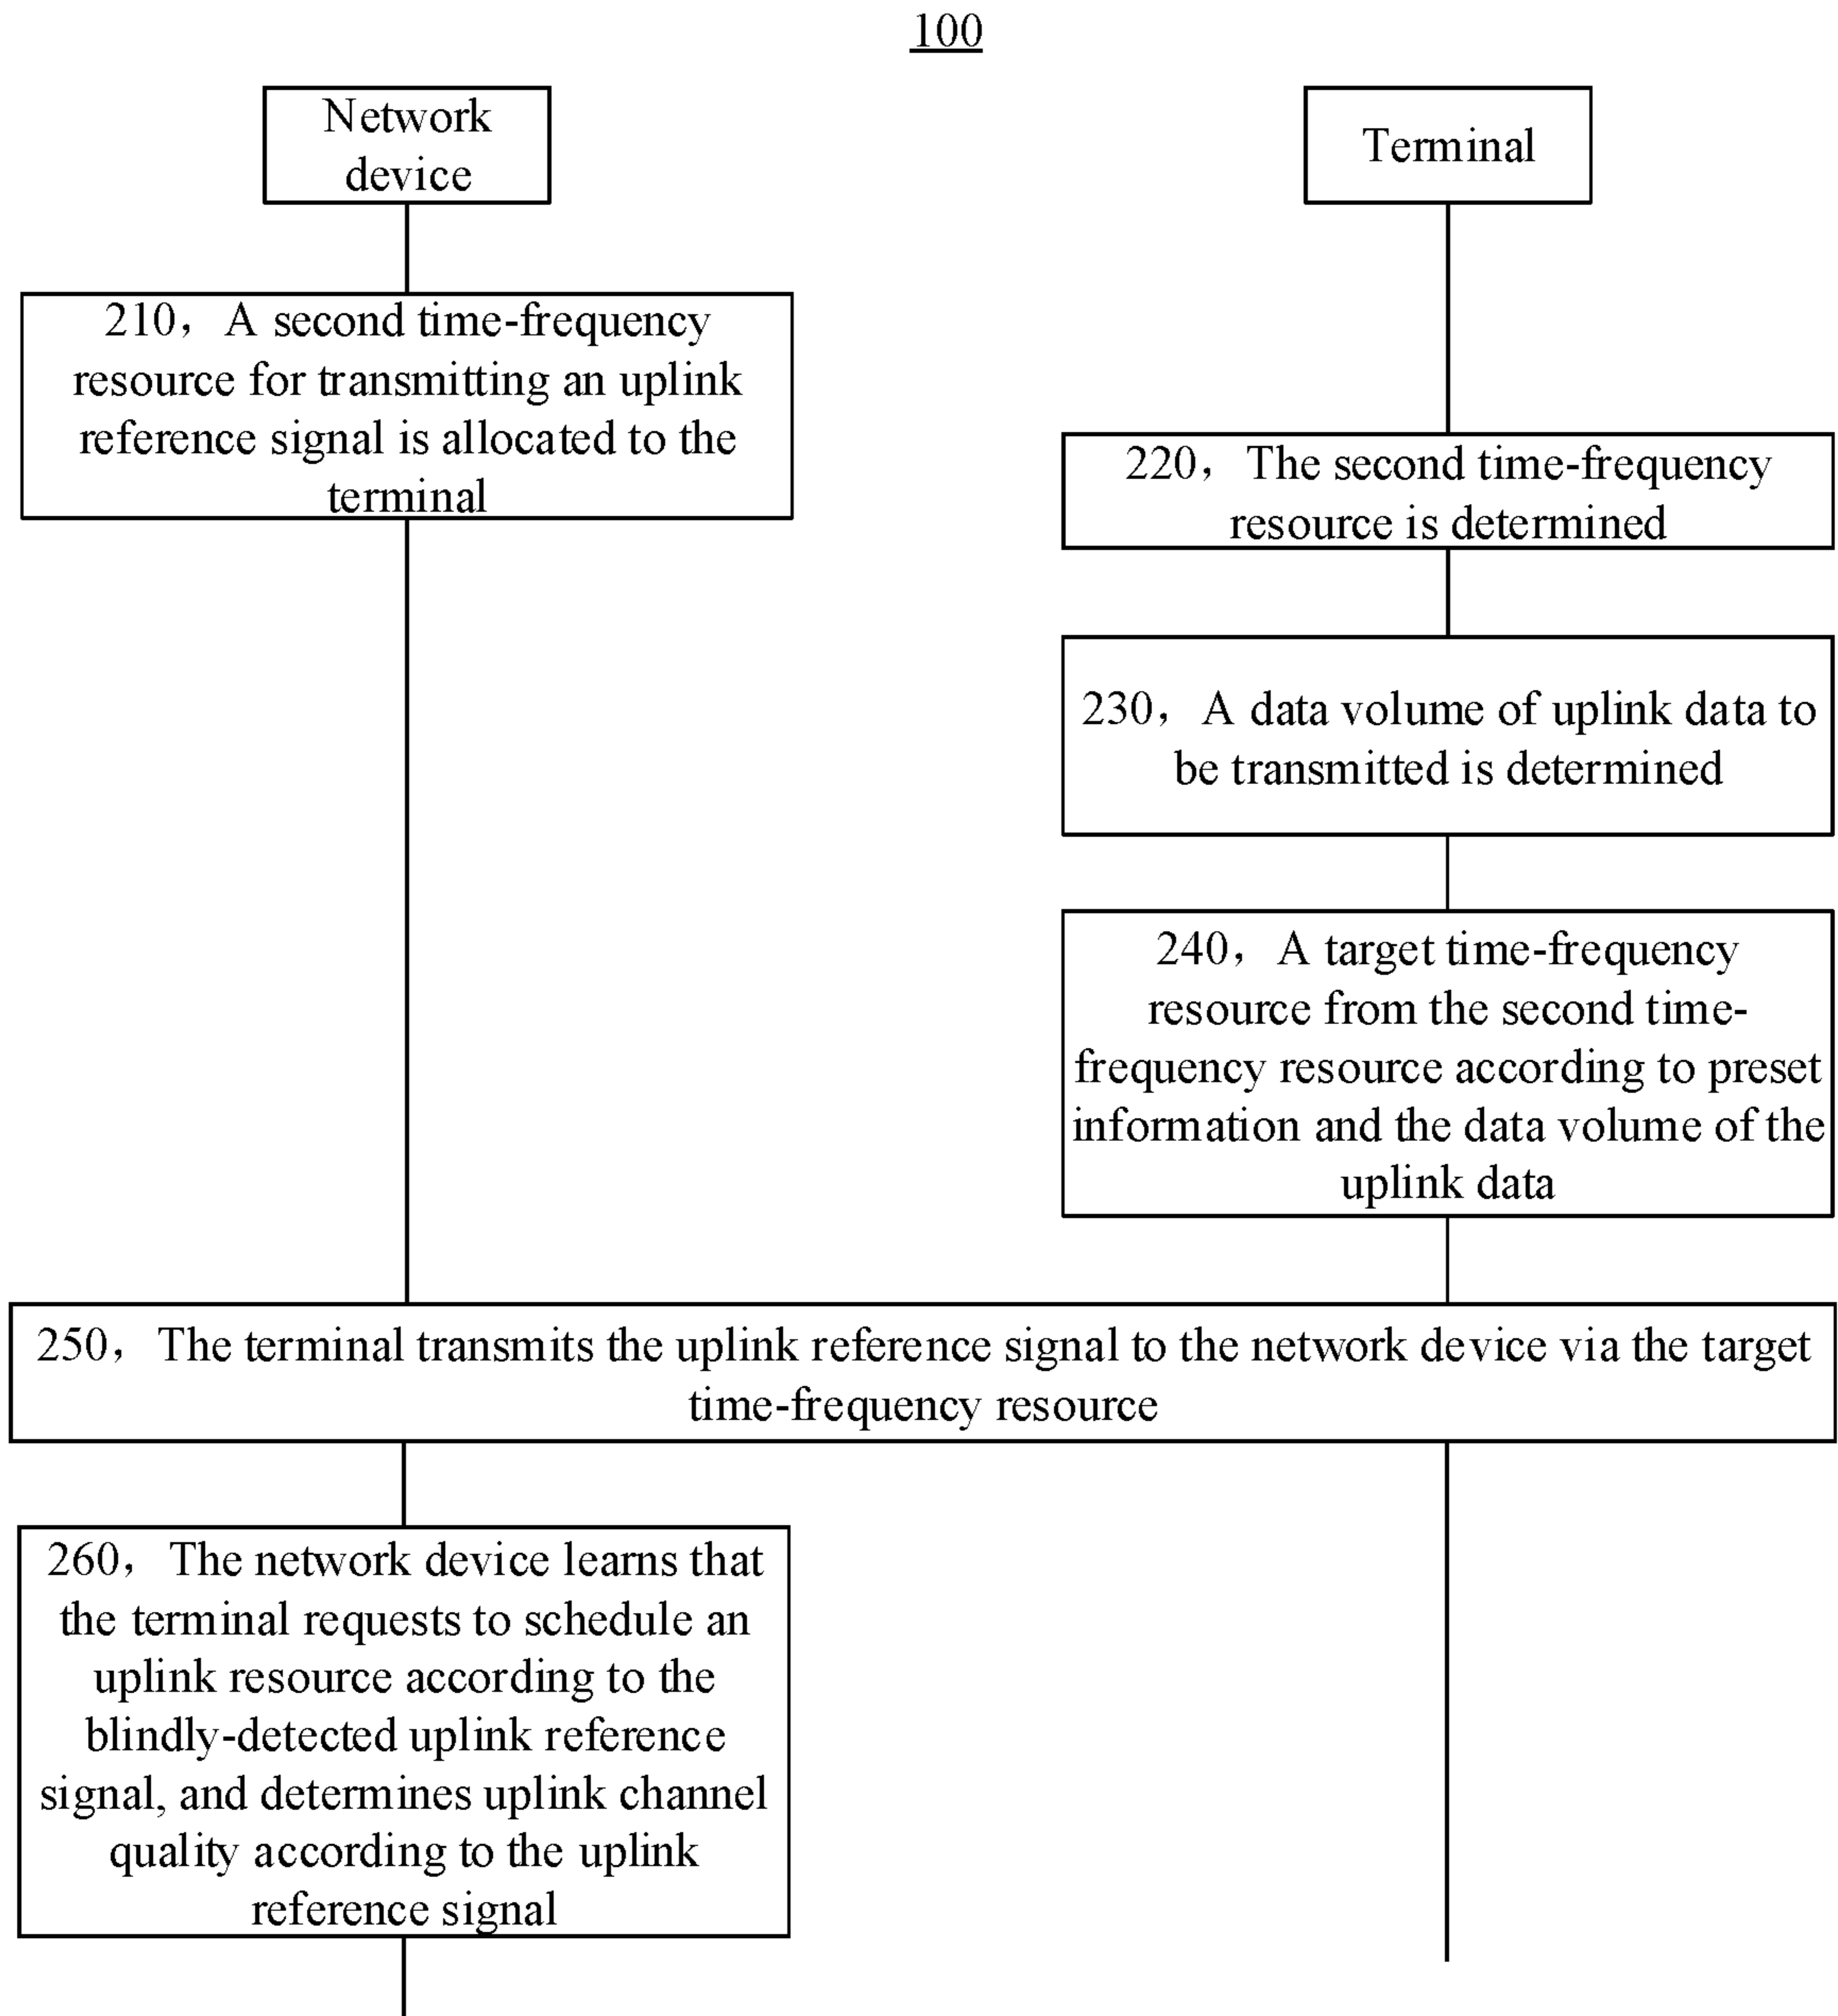 100
Network
device
Terminal
210, A second time-frequency
resource for transmitting an uplink
reference signal is allocated to the
terminal
220, The second time-frequency
resource is determined
230, A data volume of uplink data to
be transmitted is determined
240, A target time-frequency
resource from the second time-
frequency resource according to preset
information and the data volume of the
uplink data
250, The terminal transmits the uplink reference signal to the network device via the target
time-frequency resource
260, The network device learns that
the terminal requests to schedule an
uplink resource according to the
blindly-detected uplink reference
signal, and determines uplink channel
quality according to the uplink
reference signal